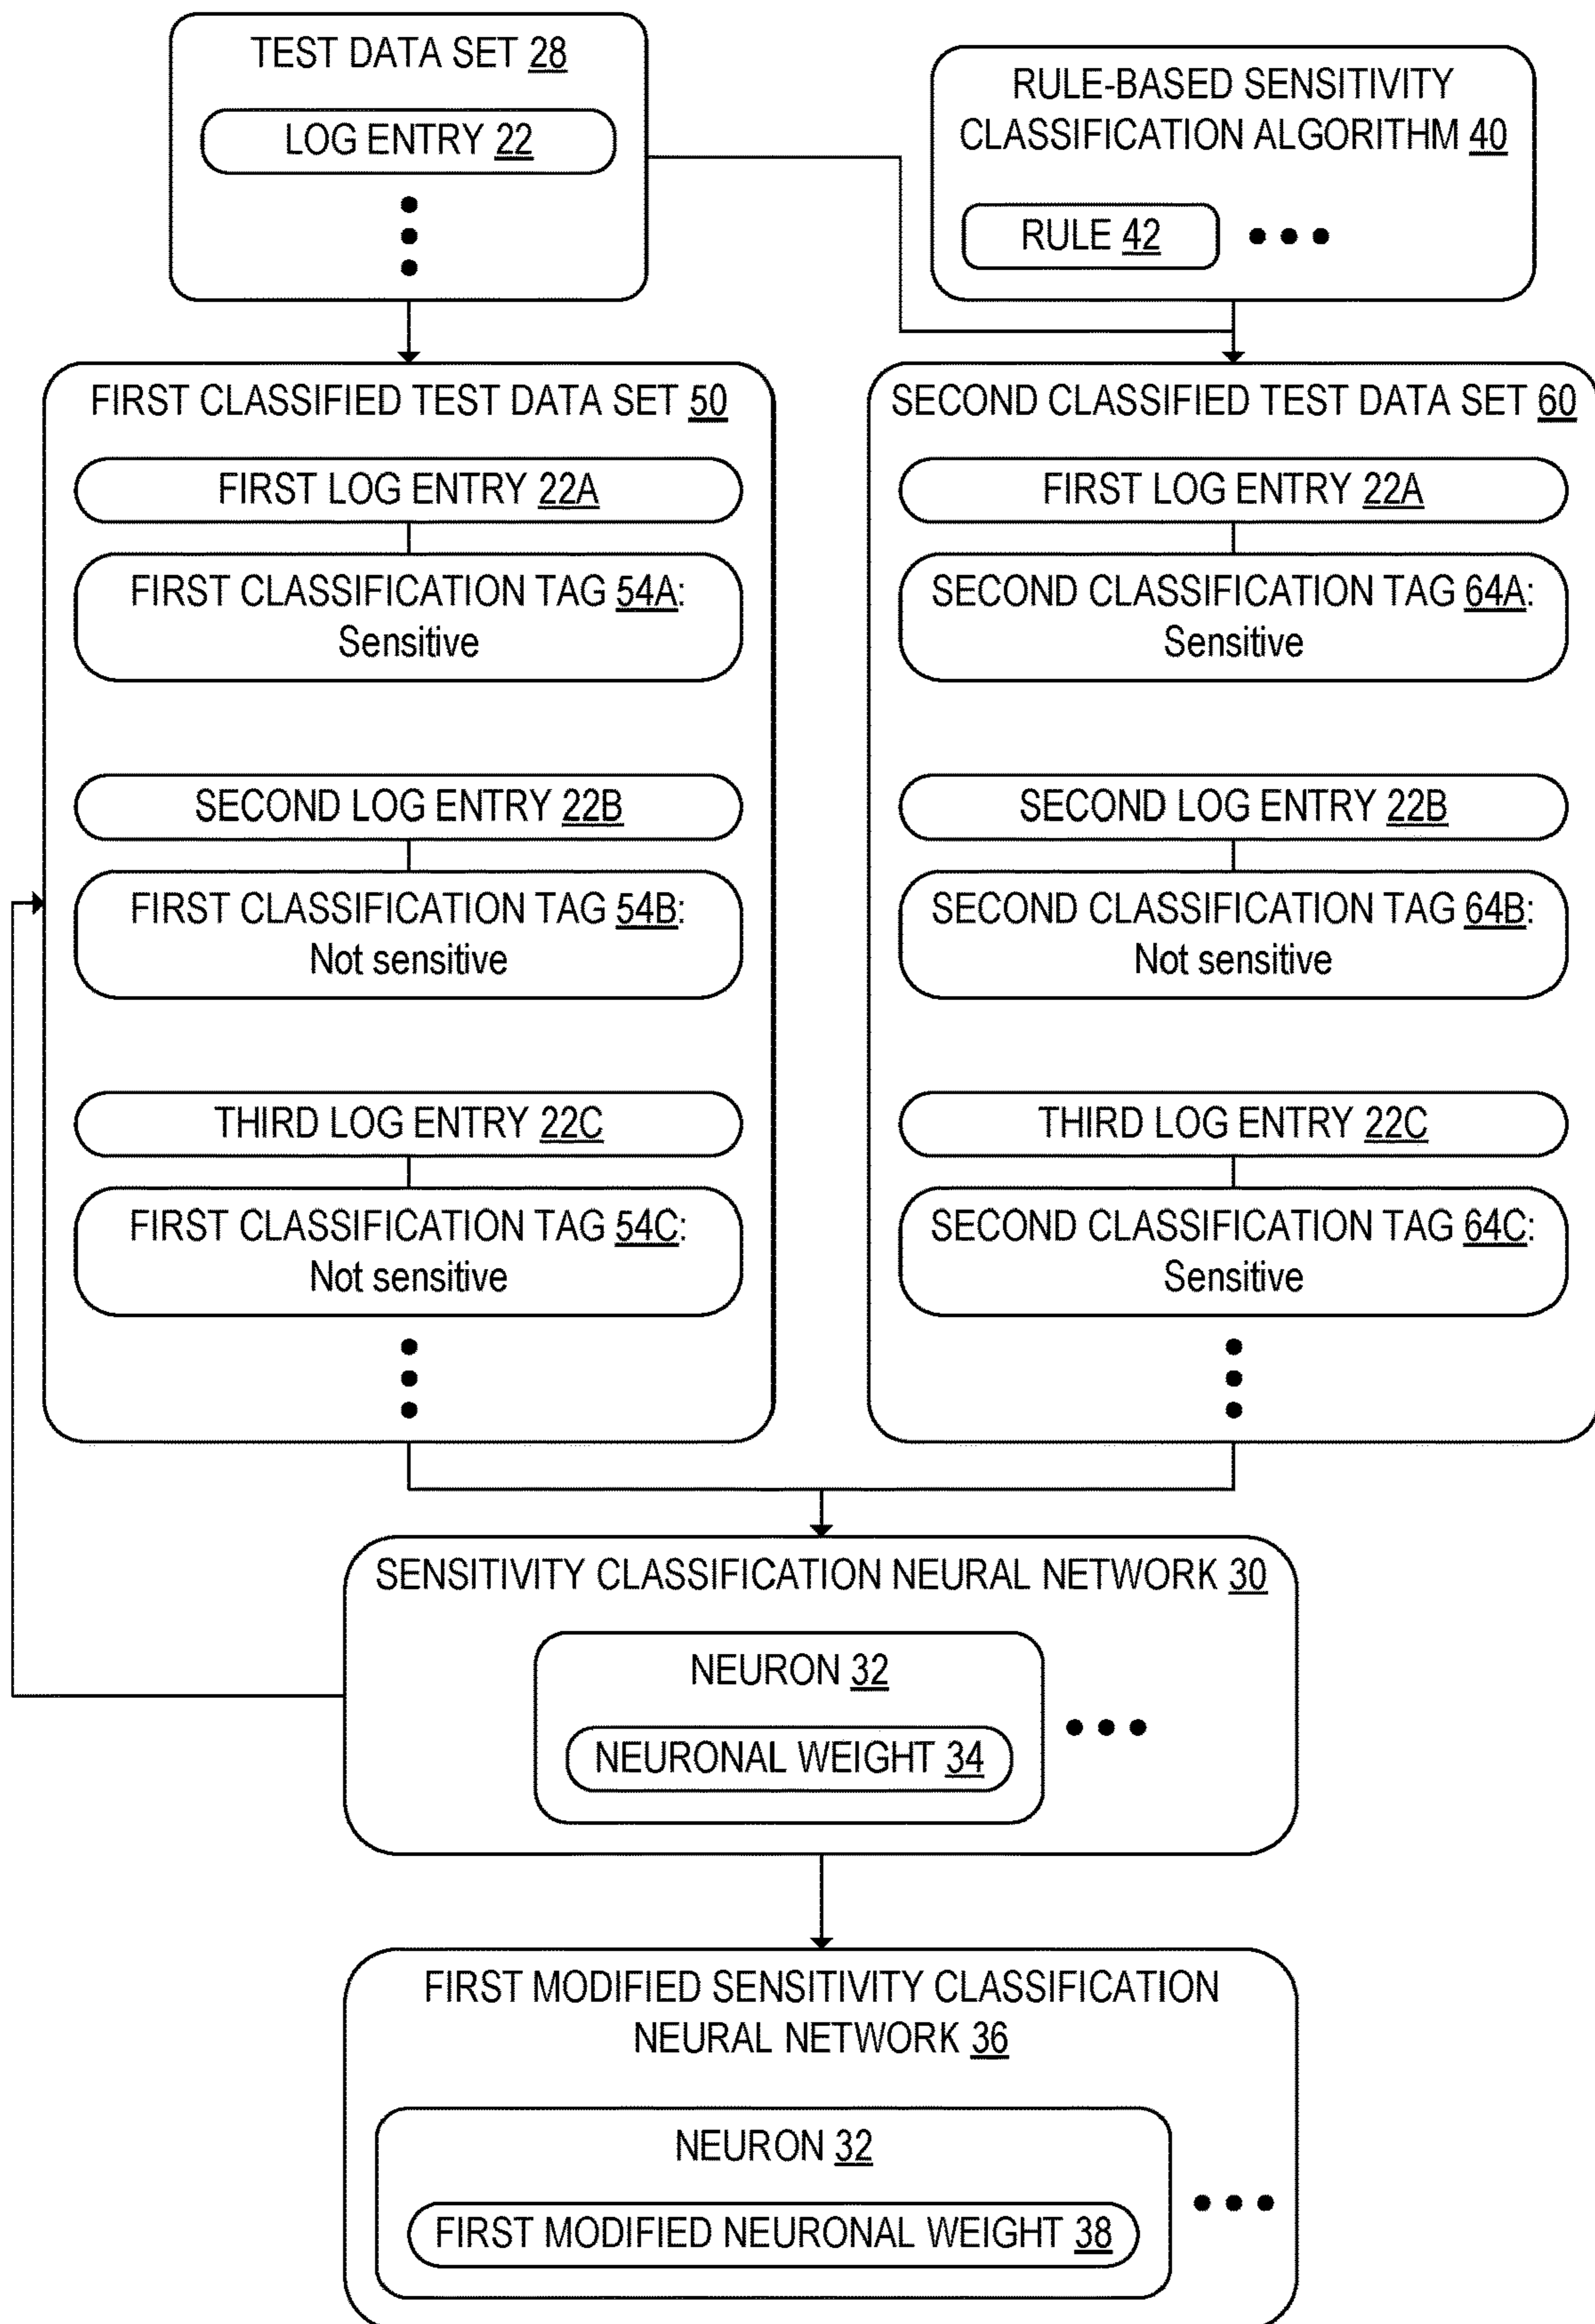 TEST DATA SET 28
LOG ENTRY 22
RULE-BASED SENSITIVITY
CLASSIFICATION ALGORITHM 40
RULE 42
FIRST CLASSIFIED TEST DATA SET 50
FIRST LOG ENTRY 22A
FIRST CLASSIFICATION TAG 54A:
Sensitive
SECOND LOG ENTRY 22B
FIRST CLASSIFICATION TAG 54B:
Not sensitive
THIRD LOG ENTRY 22C
FIRST CLASSIFICATION TAG 54C:
Not sensitive
SECOND CLASSIFIED TEST DATA SET 60
FIRST LOG ENTRY 22A
SECOND CLASSIFICATION TAG 64A:
Sensitive
SECOND LOG ENTRY 22B
SECOND CLASSIFICATION TAG 64B:
Not sensitive
THIRD LOG ENTRY 22C
SECOND CLASSIFICATION TAG 64C:
Sensitive
SENSITIVITY CLASSIFICATION NEURAL NETWORK 30
NEURON 32
NEURONAL WEIGHT 34
FIRST MODIFIED SENSITIVITY CLASSIFICATION
NEURAL NETWORK 36
NEURON 32
FIRST MODIFIED NEURONAL WEIGHT 38